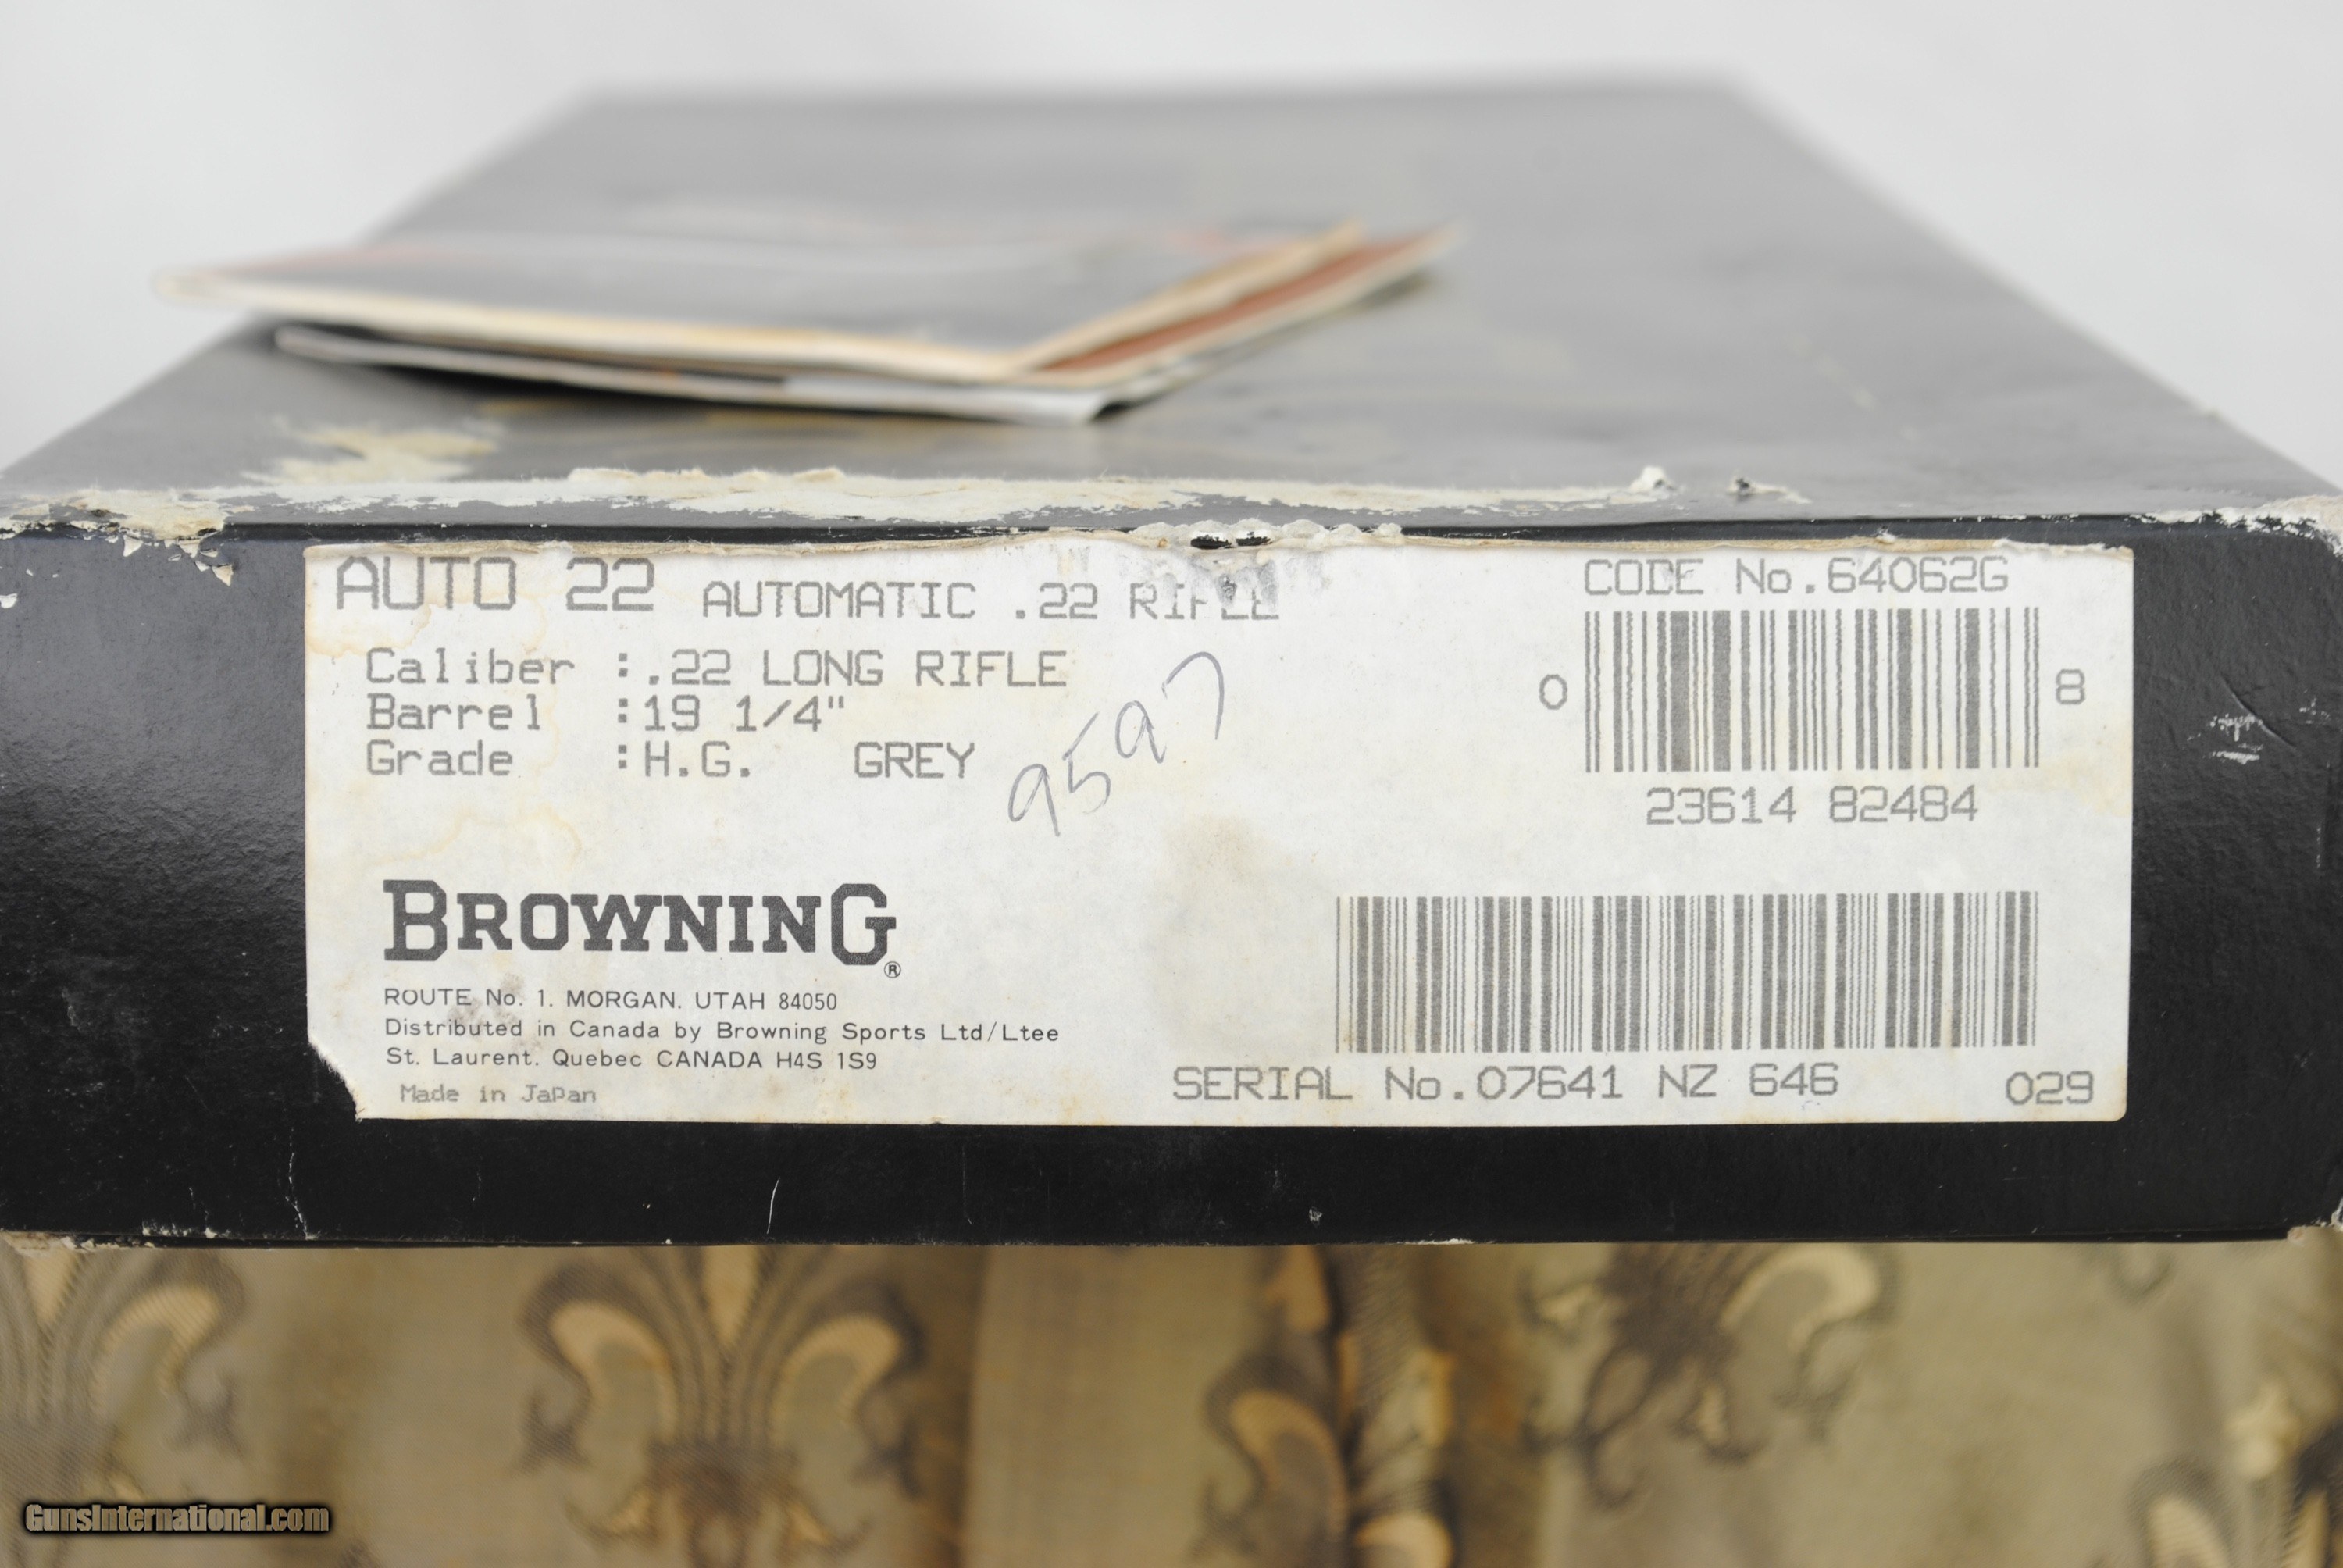 AUTO 22 AUTOMATIC .22 RIFLE
CODE No.64062G
Caliber :.22 LONG RIFLE
Barrel :19 1/4"
Grade :H.G. GREY
9597
0 8
23614 82484
BROWNING®
ROUTE No. 1. MORGAN. UTAH 84050
Distributed in Canada by Browning Sports Ltd/Ltee
St. Laurent. Quebec CANADA H4S 1S9
Made in Japan
SERIAL No.07641 NZ 646 029
GunsInternational.com